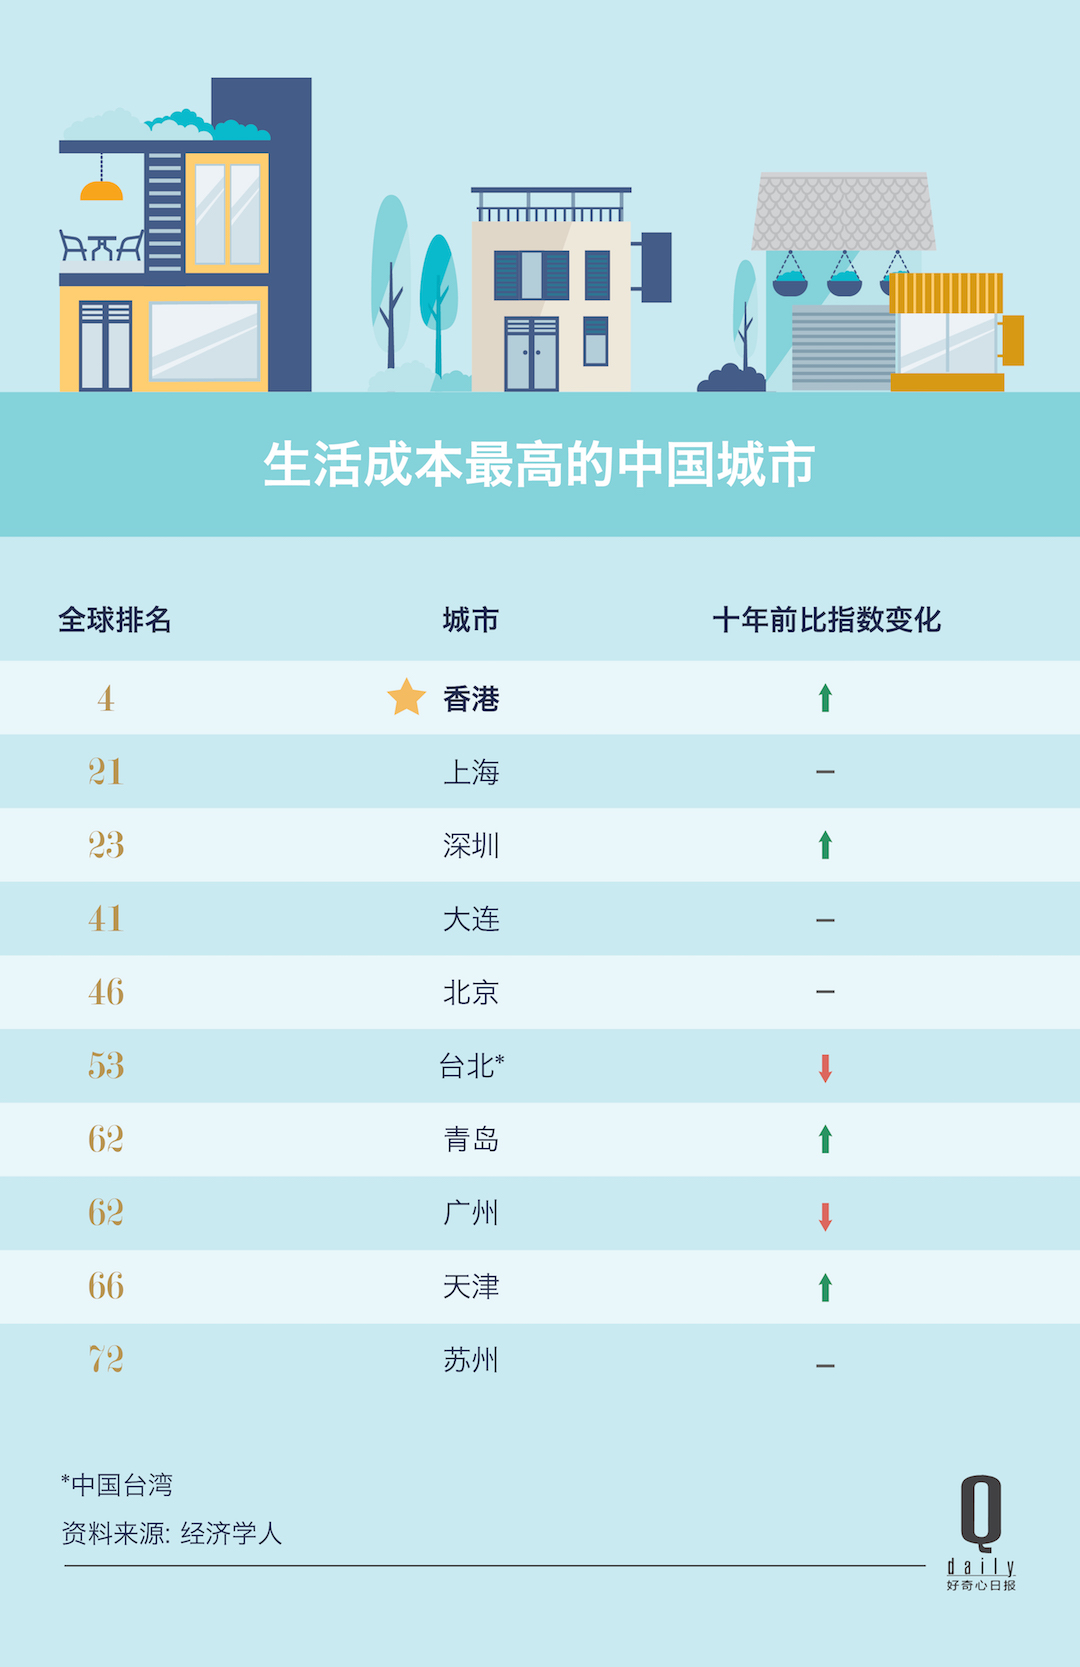 生活成本最高的中国城市
全球排名 城市 十年前比指数变化
4 香港
21 上海 –
23 深圳
41 大连 –
46 北京 –
53 台北*
62 青岛
62 广州
66 天津
72 苏州 –
*中国台湾
资料来源: 经济学人
Q
daily
好奇心日报